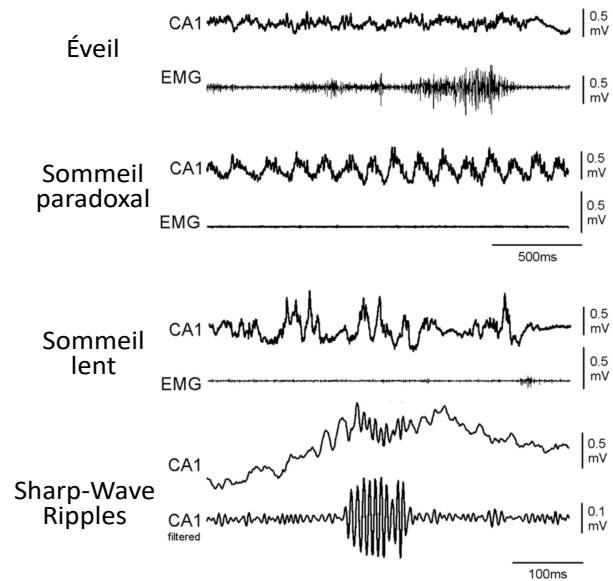 Éveil
CA1
0.5
mV
EMG
0.5
mV
Sommeil
paradoxal
CA1
0.5
mV
EMG
0.5
mV
500ms
Sommeil
lent
CA1
0.5
mV
EMG
0.5
mV
Sharp-Wave
Ripples
CA1
0.5
mV
CA1
filtered
0.1
mV
100ms